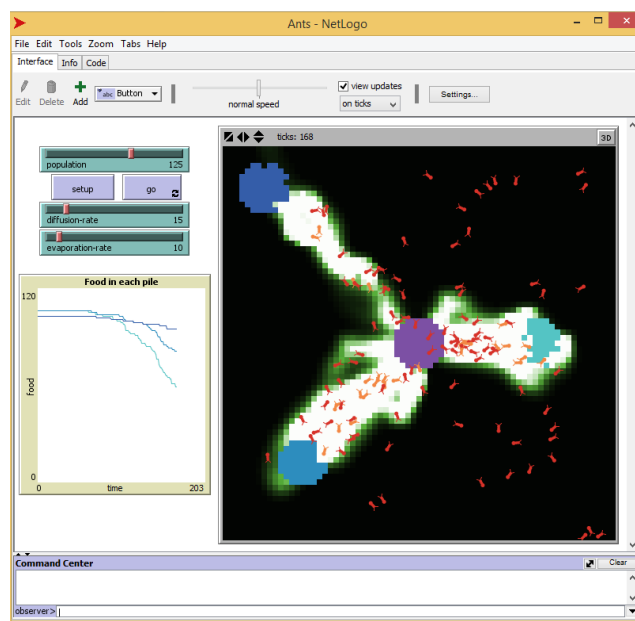 Ants - NetLogo
File Edit Tools Zoom Tabs Help
Interface Info Code
Edit Delete Add abc Button normal speed view updates on ticks Settings...
ticks: 168 3D
population 125
setup go
diffusion-rate 15
evaporation-rate 10
Food in each pile
120
Food
0
0 time 203
Command Center Clear
observer>